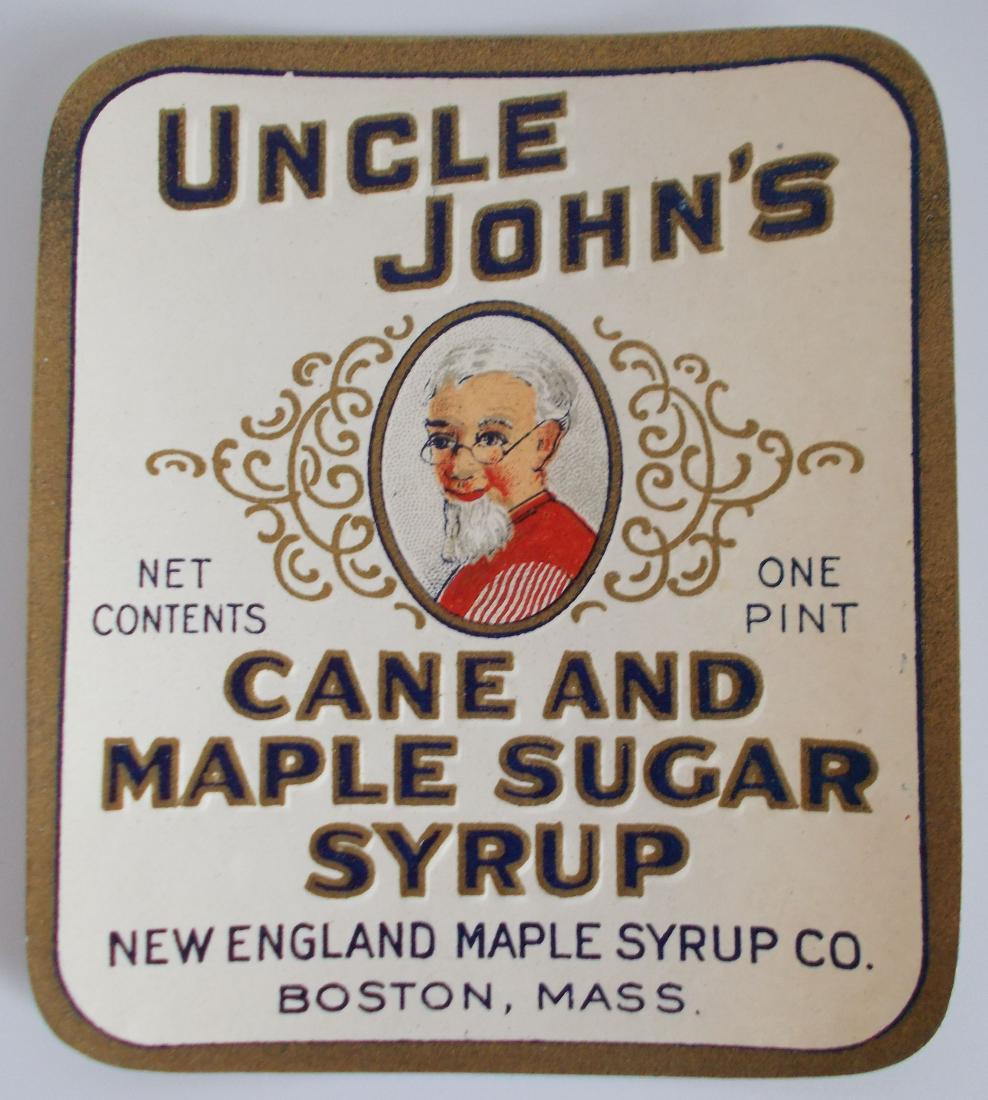 UNCLE
JOHN'S
NET
CONTENTS
ONE
PINT
CANE AND
MAPLE SUGAR
SYRUP
NEW ENGLAND MAPLE SYRUP CO.
BOSTON, MASS.